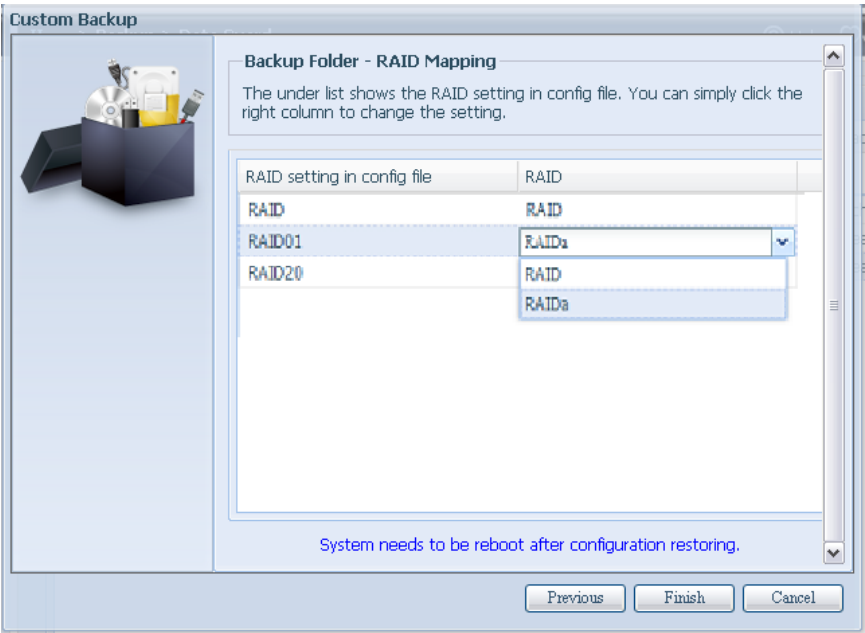 Custom Backup
Backup Folder - RAID Mapping
The under list shows the RAID setting in config file. You can simply click the
right column to change the setting.
RAID setting in config file RAID
RAID RAID
RAID01 RAIDa
RAID20 RAID
RAIDa
System needs to be reboot after configuration restoring.
Previous Finish Cancel